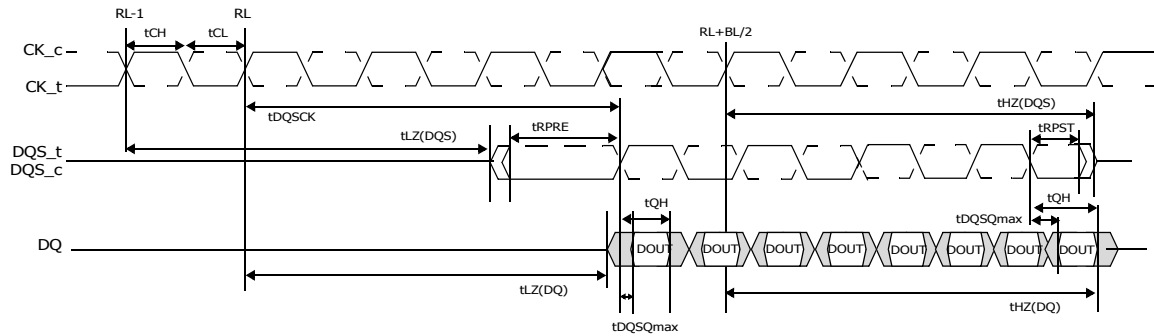 RL-1
RL
tCH
tCL
RL+BL/2
CK_c
CK_t
tDQSCK
tHZ(DQS)
tLZ(DQS)
tRPRE
tRPST
DQS_t
DQS_c
tQH
tQH
tDQSQmax
DQ
DOUT DOUT DOUT DOUT DOUT DOUT DOUT DOUT
tLZ(DQ)
tHZ(DQ)
tDQSQmax